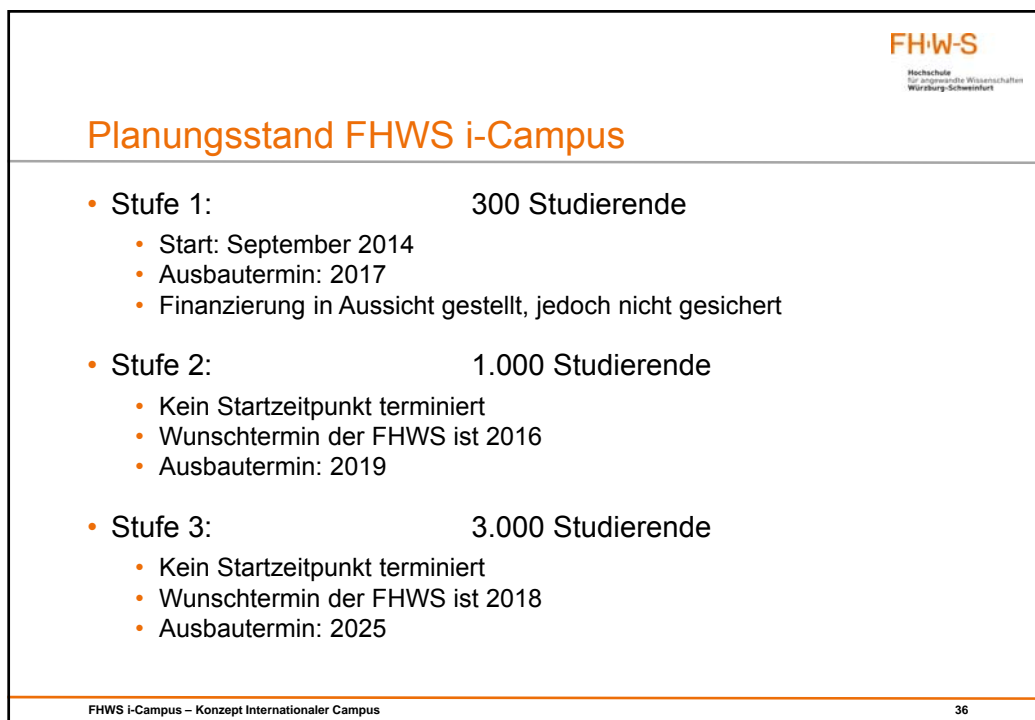 FH·W-S
Hochschule
für angewandte Wissenschaften
Würzburg-Schweinfurt
Planungsstand FHWS i-Campus
• Stufe 1: 300 Studierende
• Start: September 2014
• Ausbautermin: 2017
• Finanzierung in Aussicht gestellt, jedoch nicht gesichert
• Stufe 2: 1.000 Studierende
• Kein Startzeitpunkt terminiert
• Wunschtermin der FHWS ist 2016
• Ausbautermin: 2019
• Stufe 3: 3.000 Studierende
• Kein Startzeitpunkt terminiert
• Wunschtermin der FHWS ist 2018
• Ausbautermin: 2025
FHWS i-Campus – Konzept Internationaler Campus 36